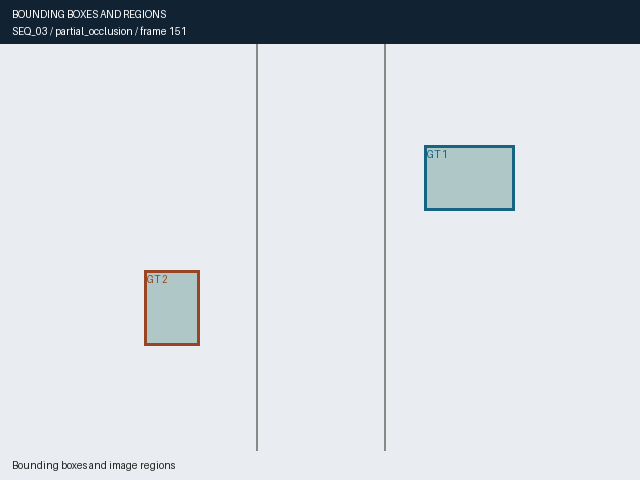 BOUNDING BOXES AND REGIONS
SEQ_03 / partial_occlusion / frame 151
GT1
GT2
Bounding boxes and image regions